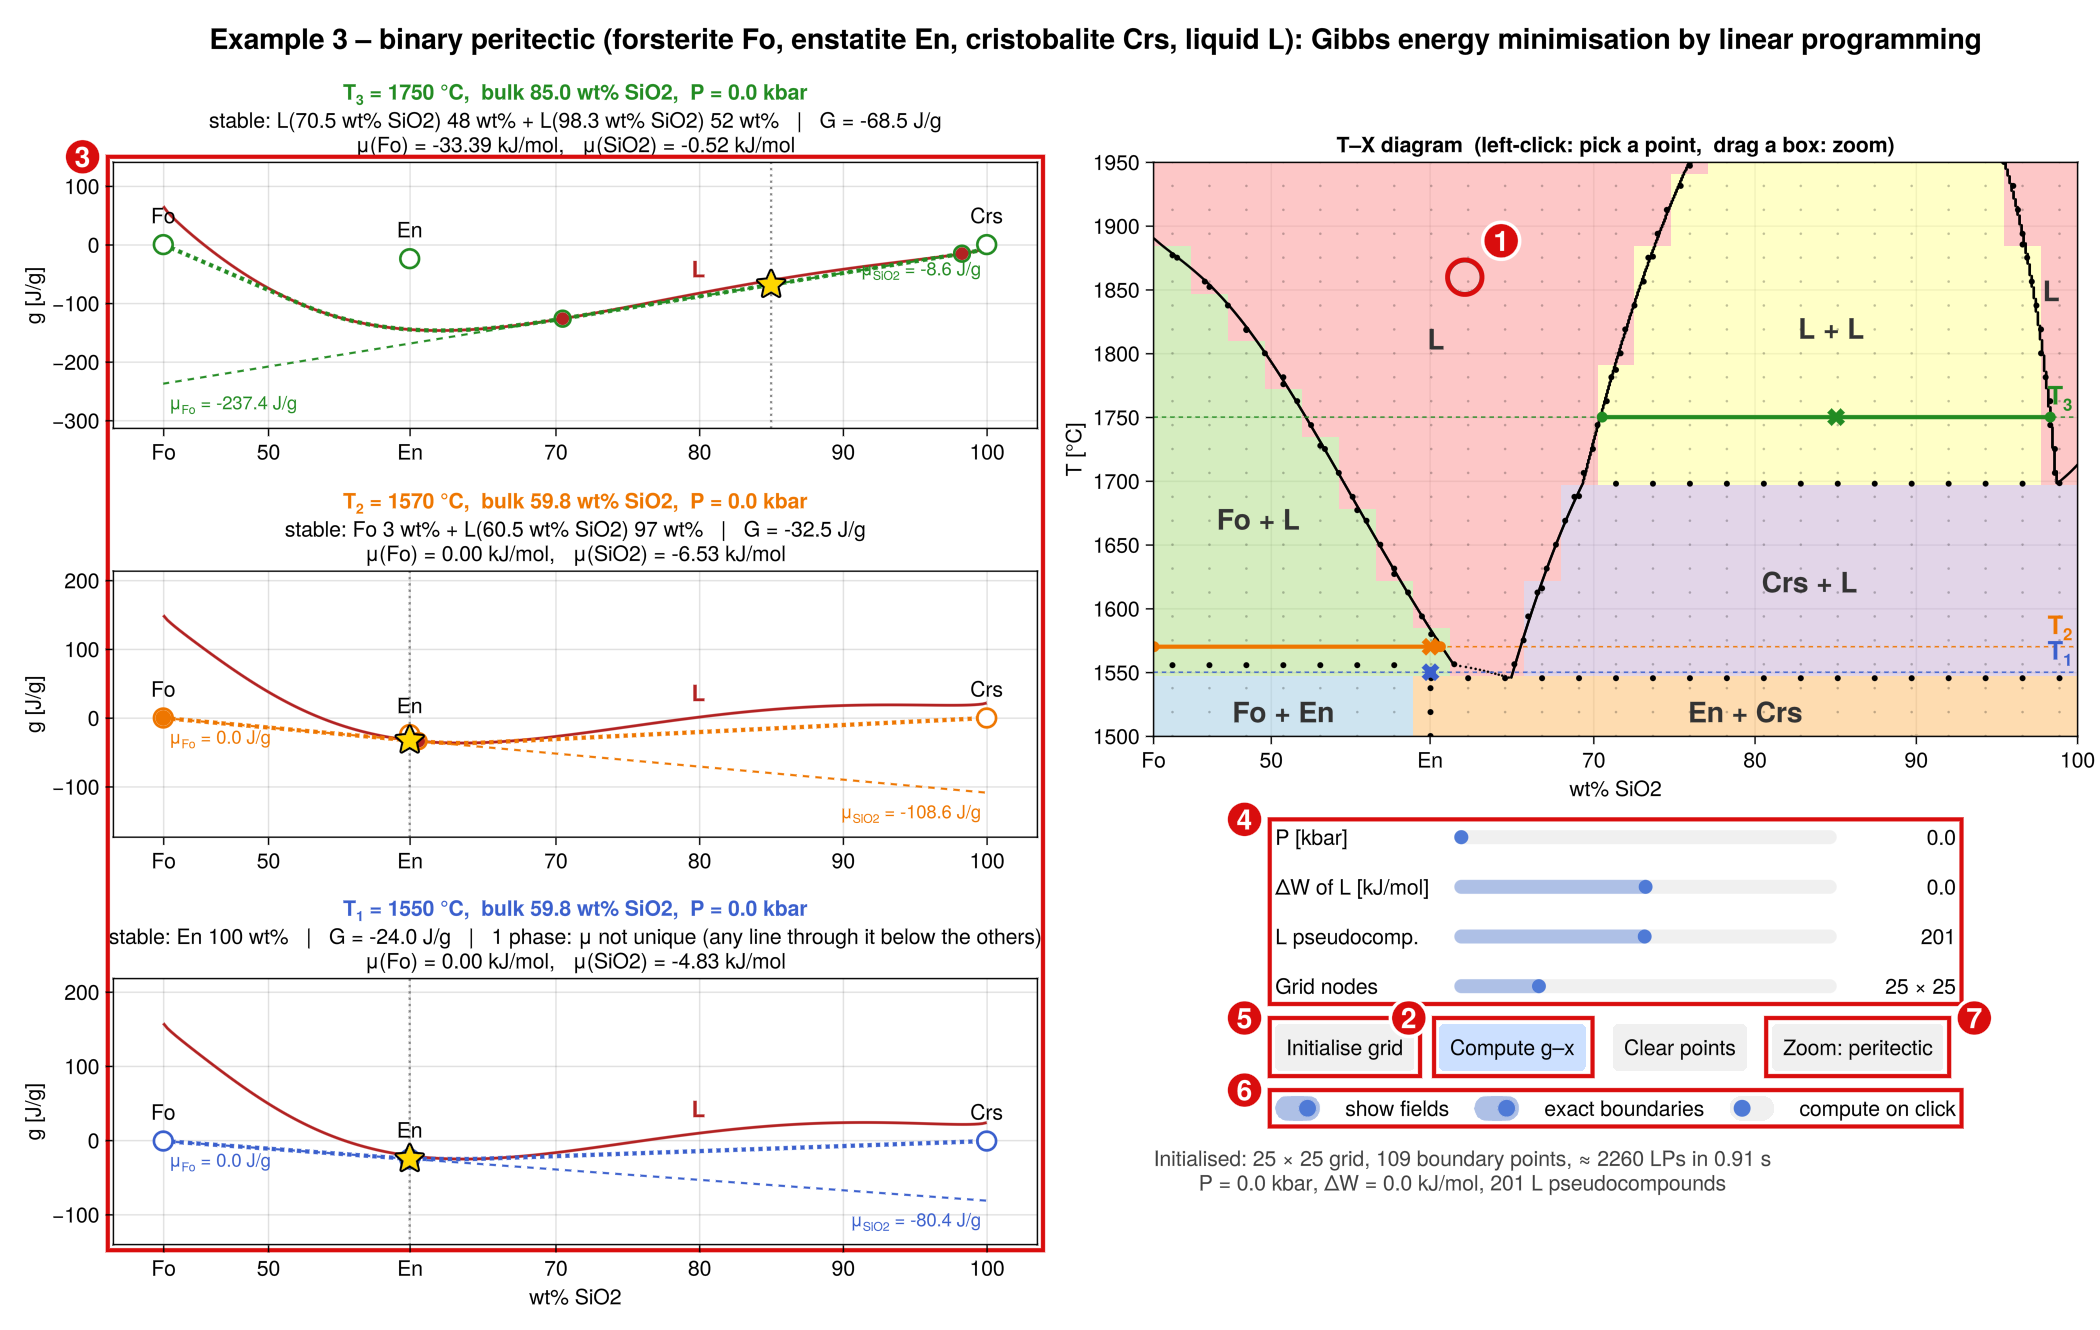 Example 3 – binary peritectic (forsterite Fo, enstatite En, cristobalite Crs, liquid L): Gibbs energy minimisation by linear programming
T3 = 1750 °C, bulk 85.0 wt% SiO2, P = 0.0 kbar
stable: L(70.5 wt% SiO2) 48 wt% + L(98.3 wt% SiO2) 52 wt% | G = -68.5 J/g
μ(Fo) = -33.39 kJ/mol, μ(SiO2) = -0.52 kJ/mol
3
100
0
−100
−200
−300
g [J/g]
Fo
En
Crs
L
μSiO2 = -8.6 J/g
μFo = -237.4 J/g
Fo 50 En 70 80 90 100
T2 = 1570 °C, bulk 59.8 wt% SiO2, P = 0.0 kbar
stable: Fo 3 wt% + L(60.5 wt% SiO2) 97 wt% | G = -32.5 J/g
μ(Fo) = 0.00 kJ/mol, μ(SiO2) = -6.53 kJ/mol
200
100
0
−100
g [J/g]
Fo
En
Crs
L
μFo = 0.0 J/g
μSiO2 = -108.6 J/g
Fo 50 En 70 80 90 100
T1 = 1550 °C, bulk 59.8 wt% SiO2, P = 0.0 kbar
stable: En 100 wt% | G = -24.0 J/g | 1 phase: μ not unique (any line through it below the others)
μ(Fo) = 0.00 kJ/mol, μ(SiO2) = -4.83 kJ/mol
200
100
0
−100
g [J/g]
Fo
En
Crs
L
μFo = 0.0 J/g
μSiO2 = -80.4 J/g
Fo 50 En 70 80 90 100
wt% SiO2
T–X diagram (left-click: pick a point, drag a box: zoom)
1950
1900
1850
1800
1750
1700
1650
1600
1550
1500
T [°C]
1
L
L
L + L
T3
Fo + L
Crs + L
T2
T1
Fo + En
En + Crs
Fo 50 En 70 80 90 100
wt% SiO2
4
P [kbar] 0.0
ΔW of L [kJ/mol] 0.0
L pseudocomp. 201
Grid nodes 25 × 25
5 2 7
Initialise grid Compute g–x Clear points Zoom: peritectic
6
show fields exact boundaries compute on click
Initialised: 25 × 25 grid, 109 boundary points, ≈ 2260 LPs in 0.91 s
P = 0.0 kbar, ΔW = 0.0 kJ/mol, 201 L pseudocompounds